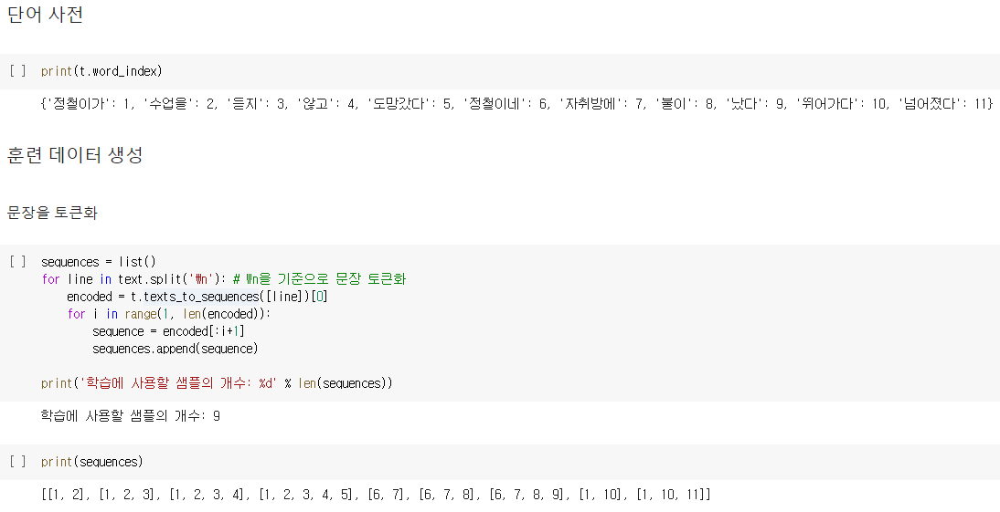 단어 사전
[ ] print(t.word_index)
{'정철이가': 1, '수업을': 2, '듣지': 3, '않고': 4, '도망갔다': 5, '정철이네': 6, '자취방에': 7, '불이': 8, '났다': 9, '뛰어가다': 10, '넘어졌다': 11}
훈련 데이터 생성
문장을 토큰화
[ ] sequences = list()
for line in text.split('₩n'): # ₩n을 기준으로 문장 토큰화
    encoded = t.texts_to_sequences([line])[0]
    for i in range(1, len(encoded)):
        sequence = encoded[:i+1]
        sequences.append(sequence)
print('학습에 사용할 샘플의 개수: %d' % len(sequences))
학습에 사용할 샘플의 개수: 9
[ ] print(sequences)
[[1, 2], [1, 2, 3], [1, 2, 3, 4], [1, 2, 3, 4, 5], [6, 7], [6, 7, 8], [6, 7, 8, 9], [1, 10], [1, 10, 11]]